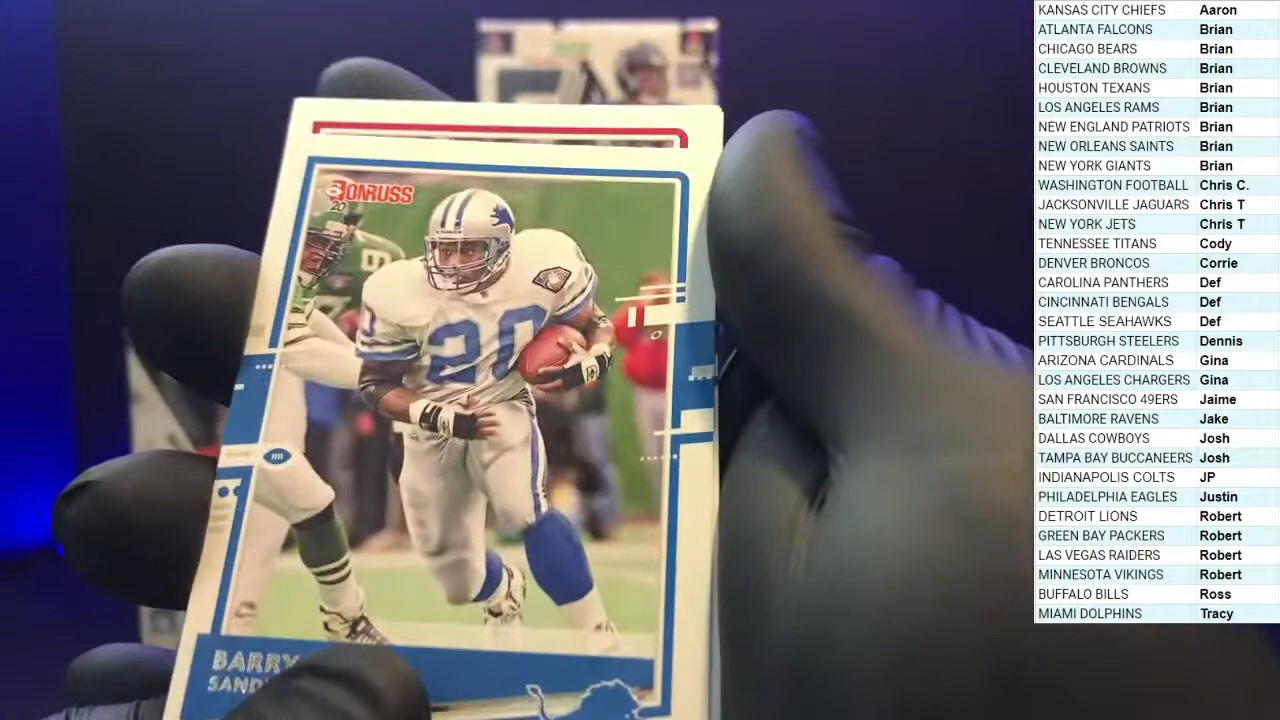 DONRUSS
20
20
BARRY
SAND
KANSAS CITY CHIEFS Aaron
ATLANTA FALCONS Brian
CHICAGO BEARS Brian
CLEVELAND BROWNS Brian
HOUSTON TEXANS Brian
LOS ANGELES RAMS Brian
NEW ENGLAND PATRIOTS Brian
NEW ORLEANS SAINTS Brian
NEW YORK GIANTS Brian
WASHINGTON FOOTBALL Chris C.
JACKSONVILLE JAGUARS Chris T
NEW YORK JETS Chris T
TENNESSEE TITANS Cody
DENVER BRONCOS Corrie
CAROLINA PANTHERS Def
CINCINNATI BENGALS Def
SEATTLE SEAHAWKS Def
PITTSBURGH STEELERS Dennis
ARIZONA CARDINALS Gina
LOS ANGELES CHARGERS Gina
SAN FRANCISCO 49ERS Jaime
BALTIMORE RAVENS Jake
DALLAS COWBOYS Josh
TAMPA BAY BUCCANEERS Josh
INDIANAPOLIS COLTS JP
PHILADELPHIA EAGLES Justin
DETROIT LIONS Robert
GREEN BAY PACKERS Robert
LAS VEGAS RAIDERS Robert
MINNESOTA VIKINGS Robert
BUFFALO BILLS Ross
MIAMI DOLPHINS Tracy